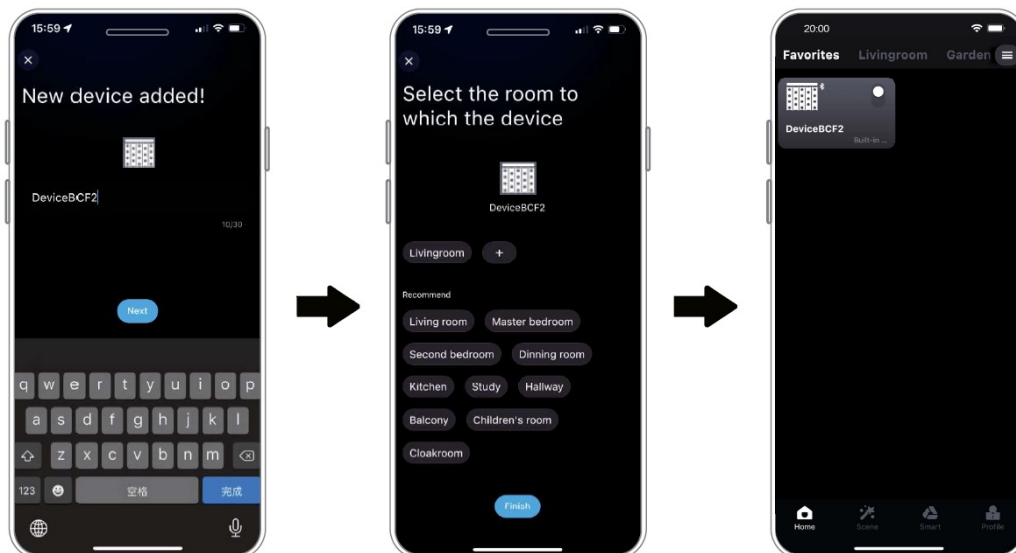 15:59
New device added!
DeviceBCF2
10/30
Next
q w e r t y u i o p
a s d f g h j k l
z x c v b n m
123 空格 完成
15:59
Select the room to
which the device
DeviceBCF2
Livingroom +
Recommend
Living room Master bedroom
Second bedroom Dinning room
Kitchen Study Hallway
Balcony Children's room
Cloakroom
Finish
20:00
Favorites Livingroom Garden
DeviceBCF2
Built-in ...
Home Scene Smart Profile